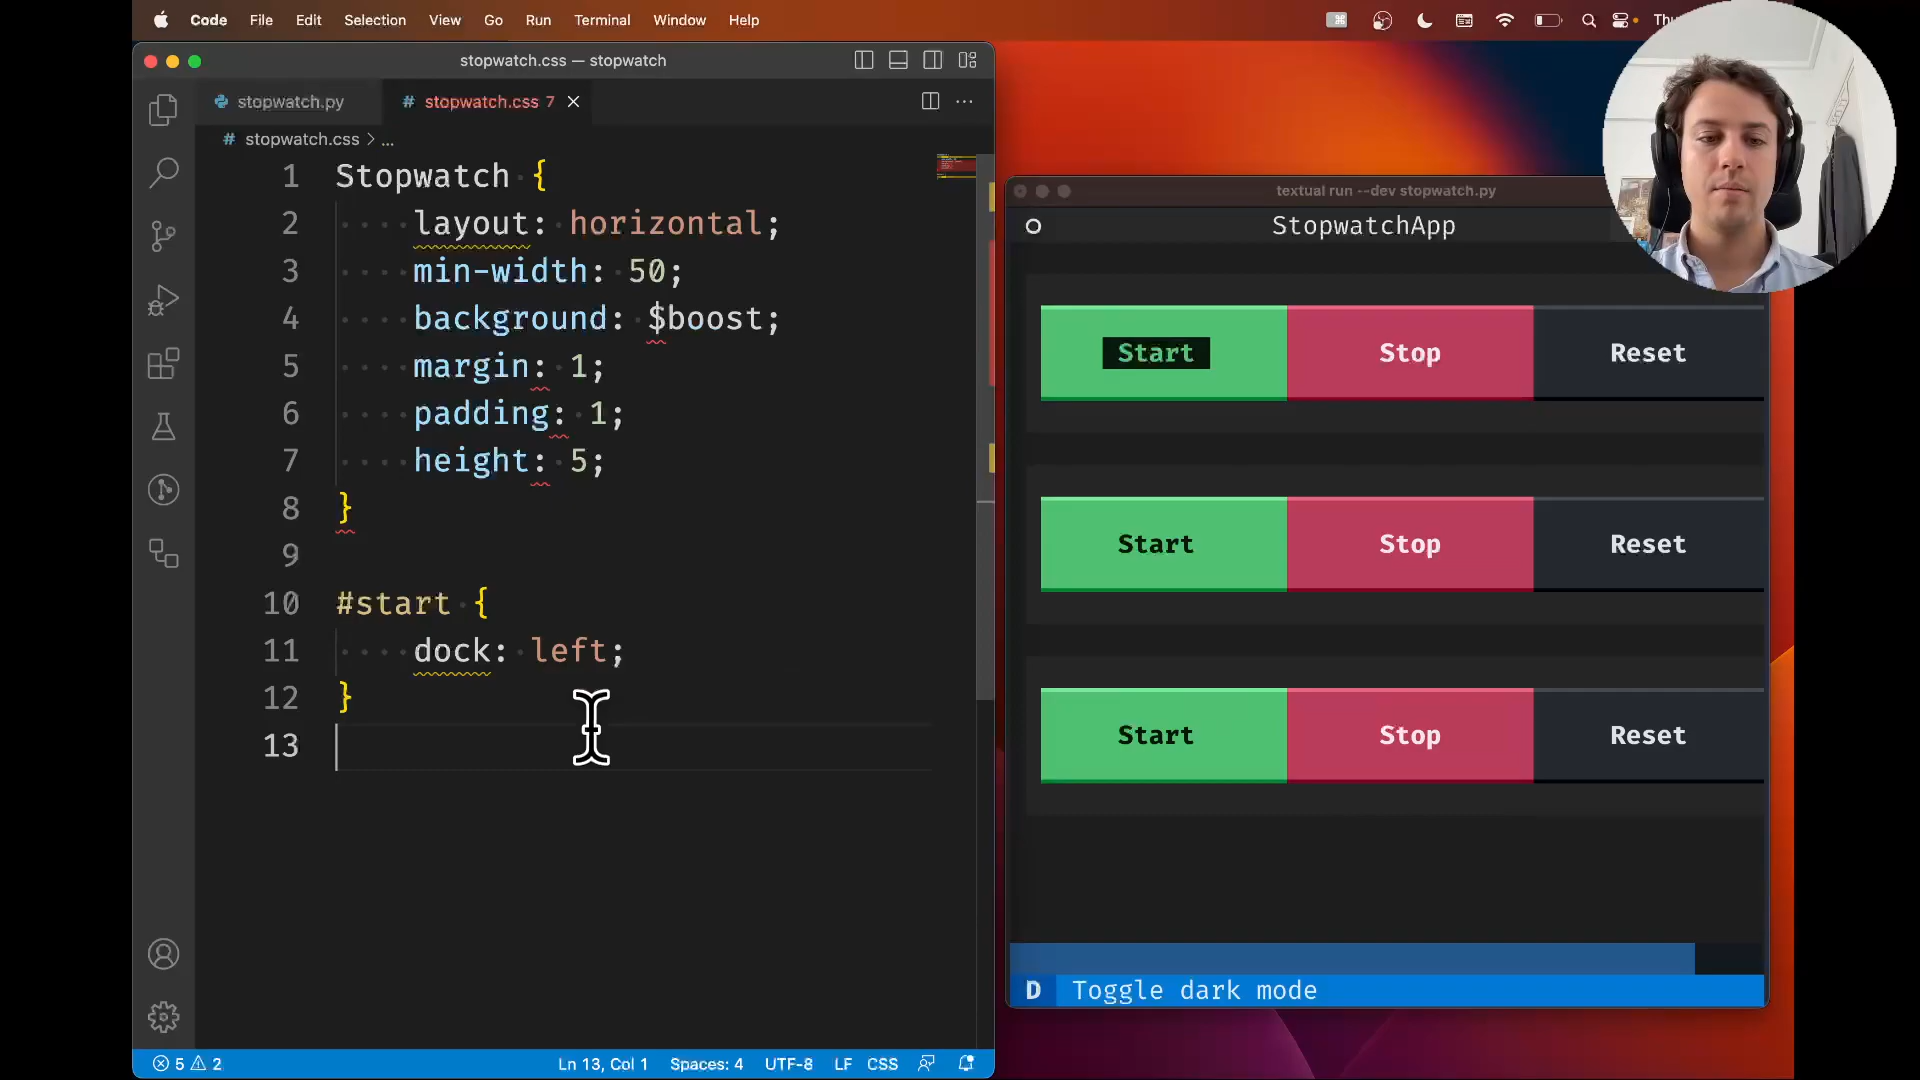 Code File Edit Selection View Go Run Terminal Window Help
stopwatch.css — stopwatch
stopwatch.py
# stopwatch.css 7
# stopwatch.css > ...
1 Stopwatch {
2 layout: horizontal;
3 min-width: 50;
4 background: $boost;
5 margin: 1;
6 padding: 1;
7 height: 5;
8 }
9
10 #start {
11 dock: left;
12 }
13
5 2 Ln 13, Col 1 Spaces: 4 UTF-8 LF CSS
textual run --dev stopwatch.py
StopwatchApp
Start Stop Reset
Start Stop Reset
Start Stop Reset
D Toggle dark mode